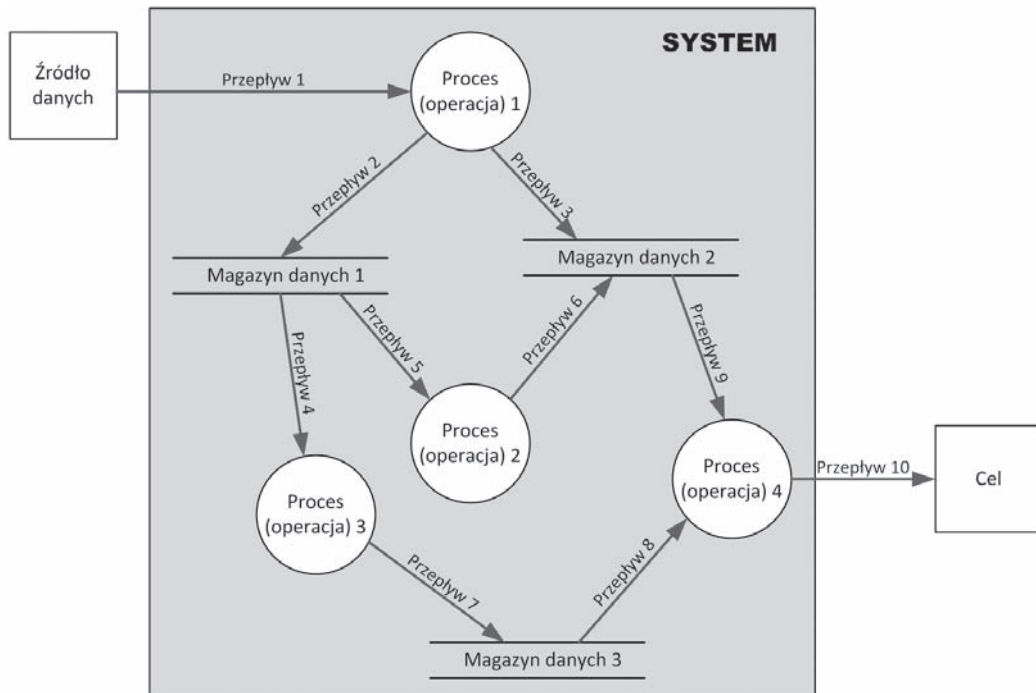 SYSTEM
Źródło
danych
Przepływ 1
Proces
(operacja) 1
Przepływ 2
Przepływ 3
Magazyn danych 1
Magazyn danych 2
Przepływ 4
Przepływ 5
Przepływ 6
Przepływ 9
Proces
(operacja) 2
Proces
(operacja) 3
Proces
(operacja) 4
Przepływ 10
Cel
Przepływ 7
Przepływ 8
Magazyn danych 3